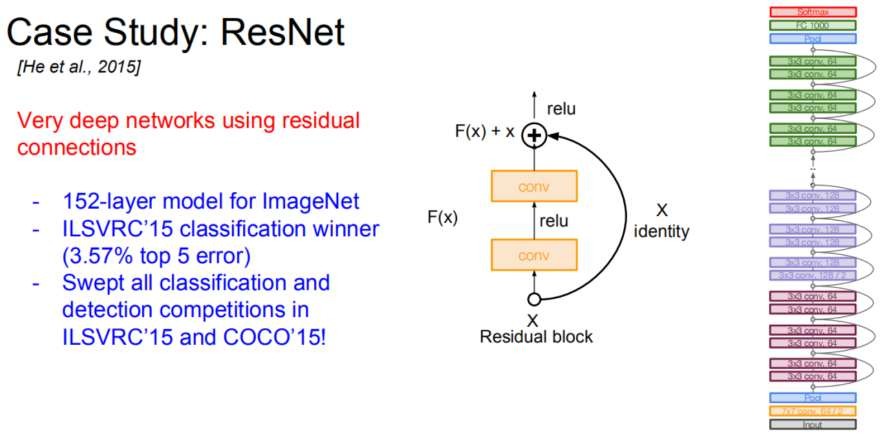 Case Study: ResNet
[He et al., 2015]
Very deep networks using residual
connections
- 152-layer model for ImageNet
- ILSVRC'15 classification winner
(3.57% top 5 error)
- Swept all classification and
detection competitions in
ILSVRC'15 and COCO'15!
relu
F(x) + x
+
conv
F(x)
relu
X
identity
conv
X
Residual block
Softmax
FC 1000
Pool
3x3 conv, 64
3x3 conv, 64
3x3 conv, 64
3x3 conv, 64
3x3 conv, 64
3x3 conv, 64
...
3x3 conv, 128
3x3 conv, 128
3x3 conv, 128
3x3 conv, 128
3x3 conv, 128
3x3 conv, 128 / 2
3x3 conv, 64
3x3 conv, 64
3x3 conv, 64
3x3 conv, 64
3x3 conv, 64
3x3 conv, 64
Pool
7x7 conv, 64 / 2
Input